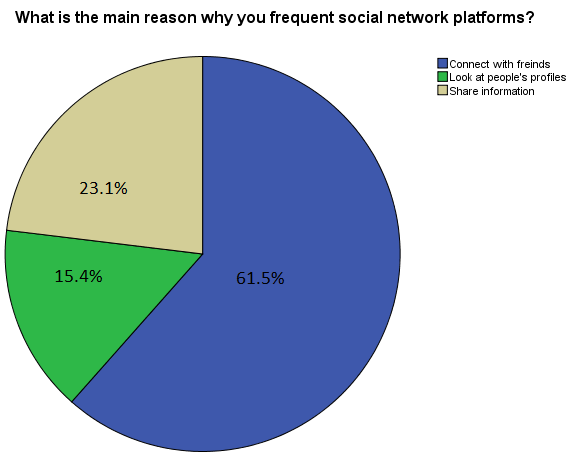 What is the main reason why you frequent social network platforms?
Connect with freinds
Look at people's profiles
Share information
23.1%
15.4%
61.5%